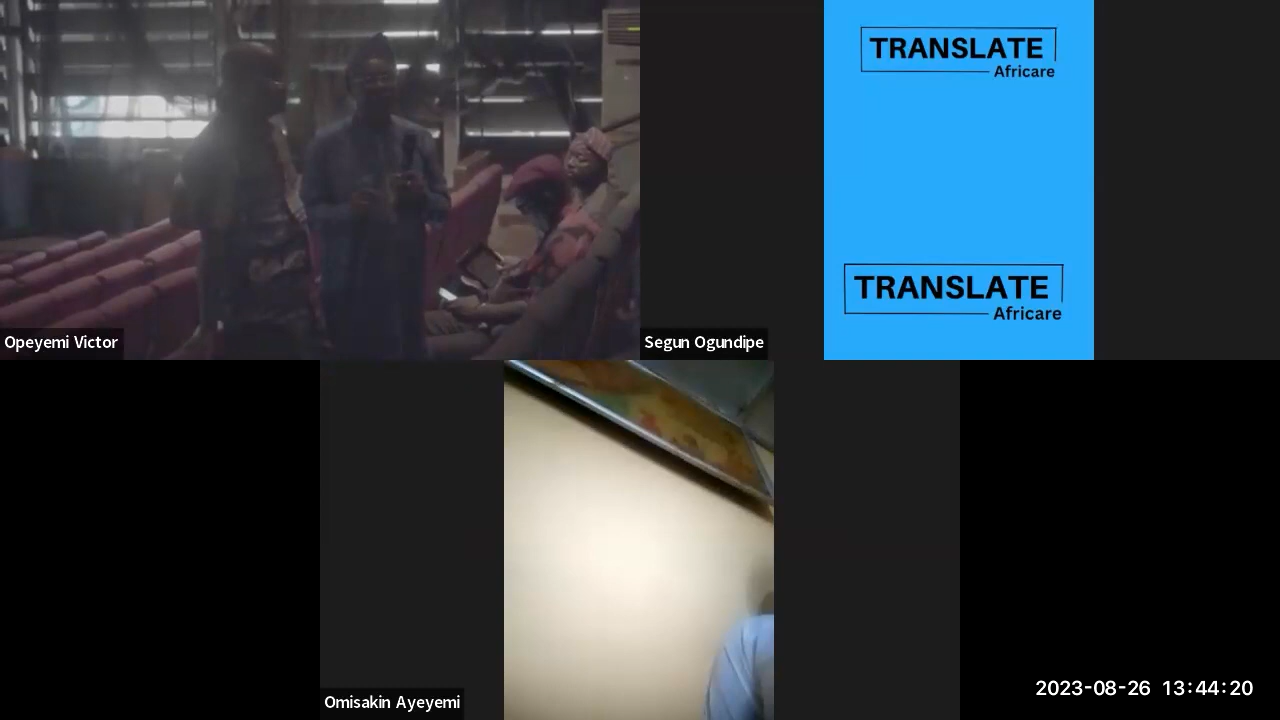 TRANSLATE
Africare
TRANSLATE
Africare
Opeyemi Victor
Segun Ogundipe
Omisakin Ayeyemi
2023-08-26 13:44:20